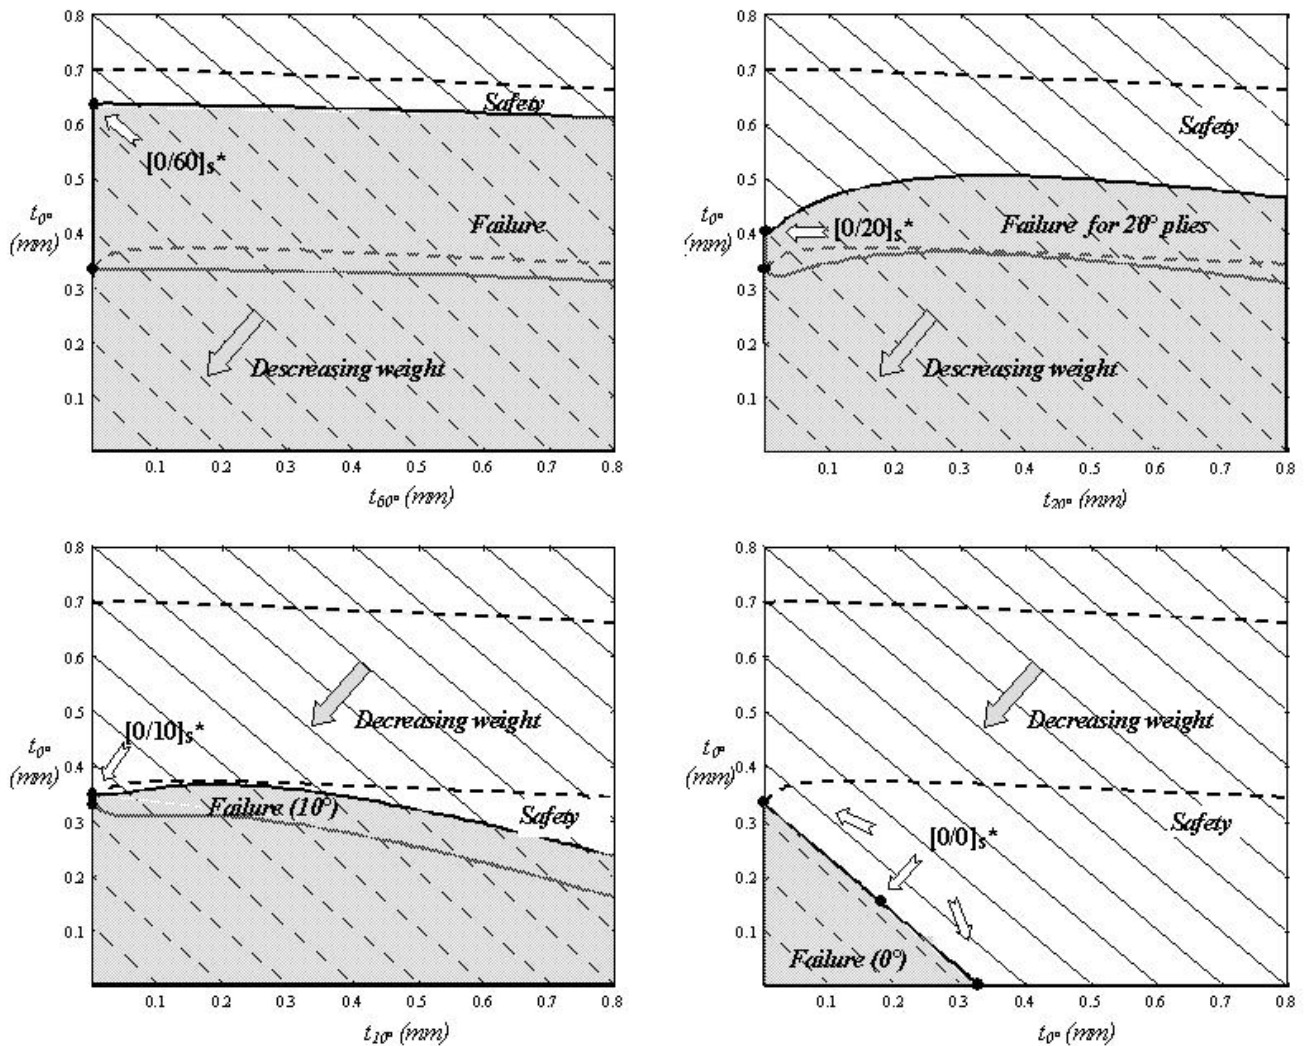 0.8
0.7
0.6
0.5
0.4
0.3
0.2
0.1
t0° (mm)
Safety
[0/60]s*
Failure
Descreasing weight
0.1 0.2 0.3 0.4 0.5 0.6 0.7 0.8
t60° (mm)
0.8
0.7
0.6
0.5
0.4
0.3
0.2
0.1
t0° (mm)
Safety
[0/20]s*
Failure for 20° plies
Descreasing weight
0.1 0.2 0.3 0.4 0.5 0.6 0.7 0.8
t20° (mm)
0.8
0.7
0.6
0.5
0.4
0.3
0.2
0.1
t0° (mm)
Decreasing weight
[0/10]s*
Failure (10°)
Safety
0.1 0.2 0.3 0.4 0.5 0.6 0.7 0.8
t10° (mm)
0.8
0.7
0.6
0.5
0.4
0.3
0.2
0.1
t0° (mm)
Decreasing weight
Safety
[0/0]s*
Failure (0°)
0.1 0.2 0.3 0.4 0.5 0.6 0.7 0.8
t0° (mm)